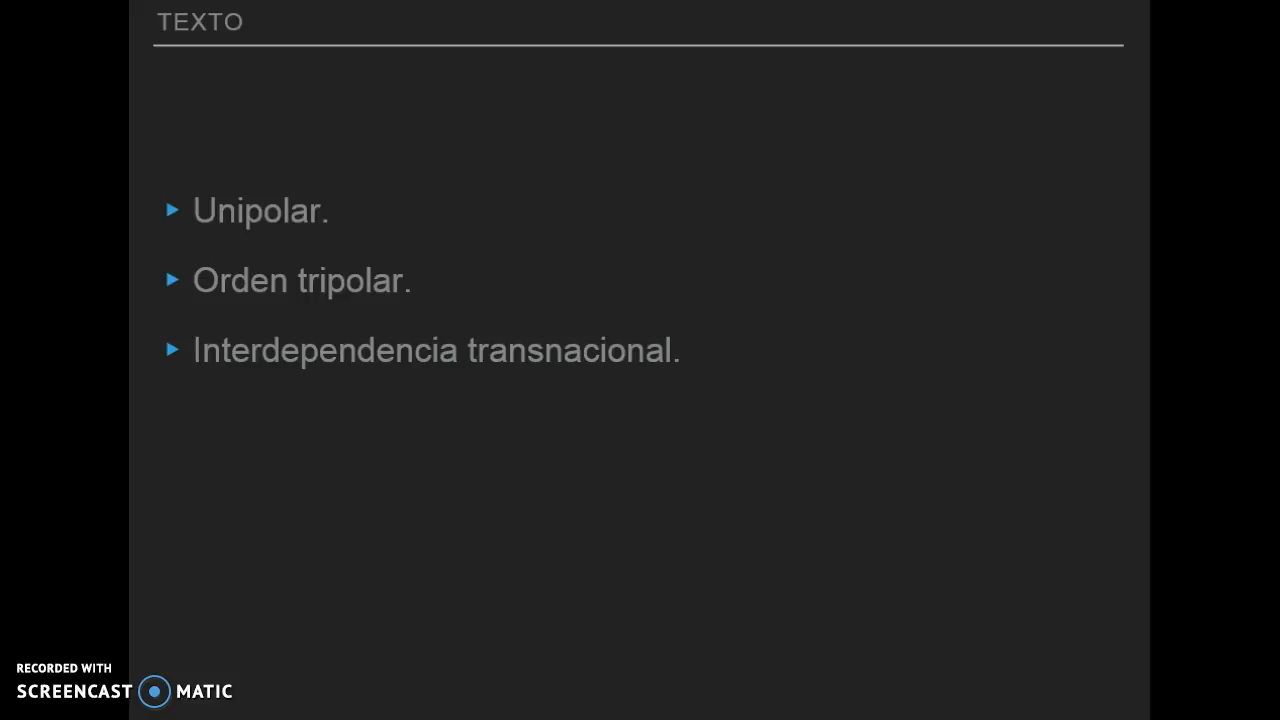 TEXTO
Unipolar.
Orden tripolar.
Interdependencia transnacional.
RECORDED WITH
SCREENCAST MATIC